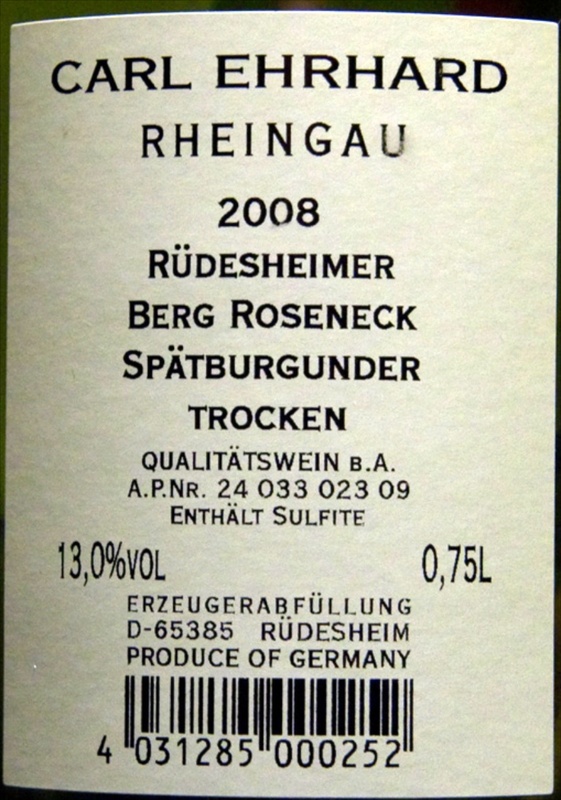 CARL EHRHARD
RHEINGAU
2008
RÜDESHEIMER
BERG ROSENECK
SPÄTBURGUNDER
TROCKEN
QUALITÄTSWEIN B.A.
A.P.NR. 24 033 023 09
ENTHÄLT SULFITE
13,0%VOL 0,75L
ERZEUGERABFÜLLUNG
D-65385 RÜDESHEIM
PRODUCE OF GERMANY
4 031285 000252